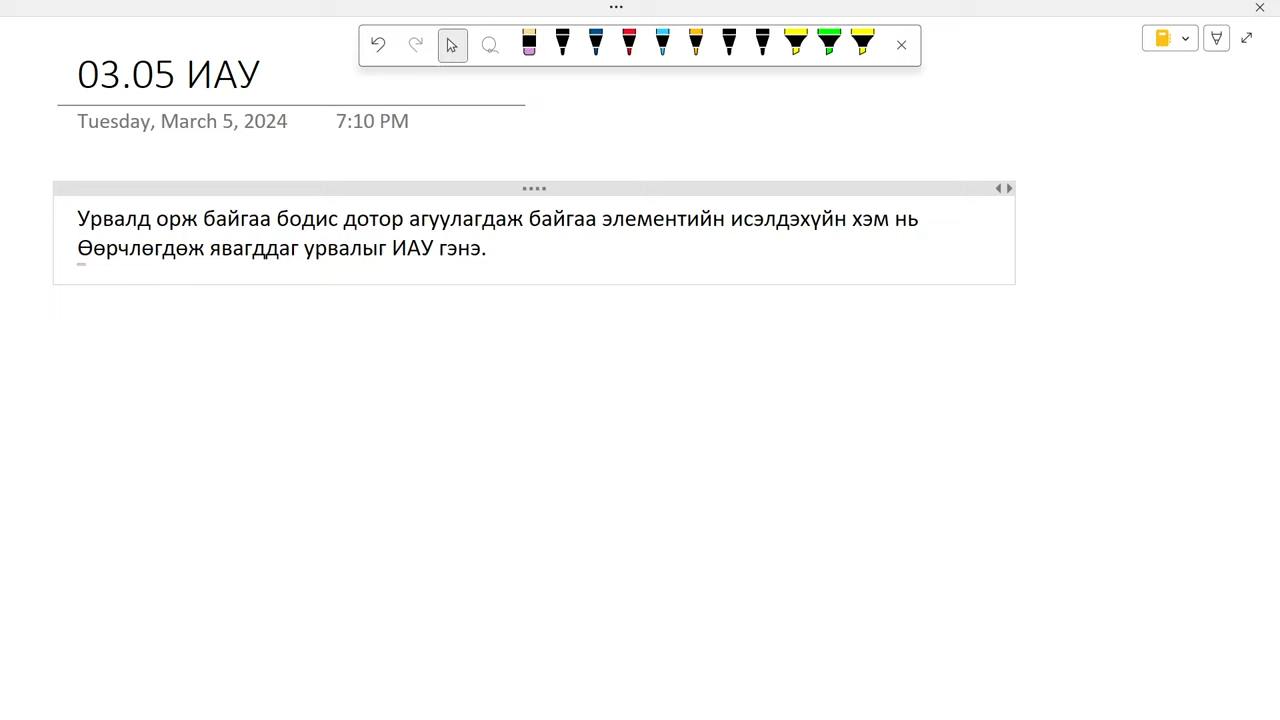 03.05 ИАУ
Tuesday, March 5, 2024 7:10 PM
Урвалд орж байгаа бодис дотор агуулагдаж байгаа элементийн исэлдэхүйн хэм нь
Өөрчлөгдөж явагддаг урвалыг ИАУ гэнэ.